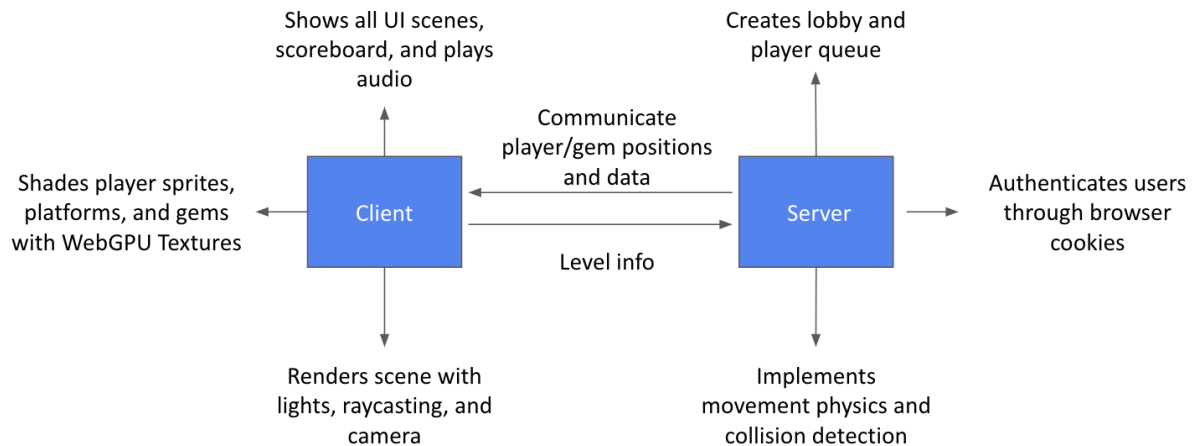 Shows all UI scenes,
scoreboard, and plays
audio
Creates lobby and
player queue
Communicate
player/gem positions
and data
Shades player sprites,
platforms, and gems
with WebGPU Textures
Client
Server
Authenticates users
through browser
cookies
Level info
Renders scene with
lights, raycasting, and
camera
Implements
movement physics and
collision detection